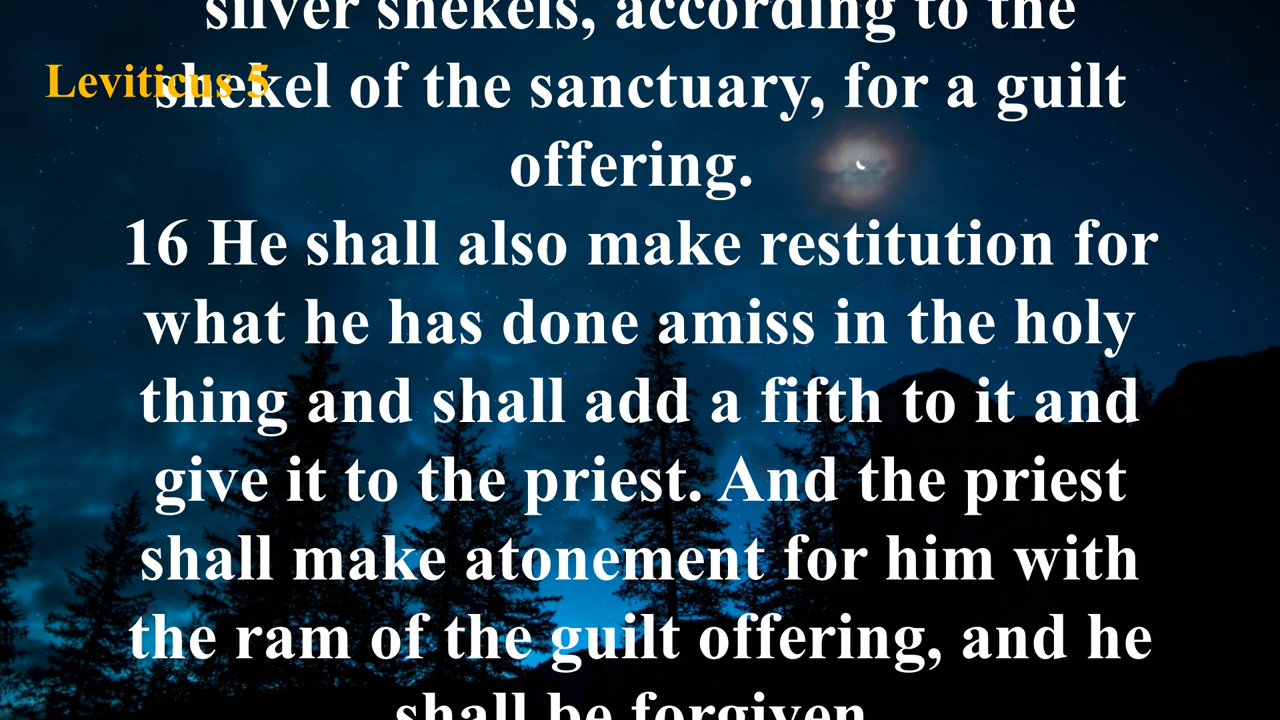 silver shekels, according to the
Leviticus 5
shekel of the sanctuary, for a guilt
offering.
16 He shall also make restitution for
what he has done amiss in the holy
thing and shall add a fifth to it and
give it to the priest. And the priest
shall make atonement for him with
the ram of the guilt offering, and he
shall be forgiven